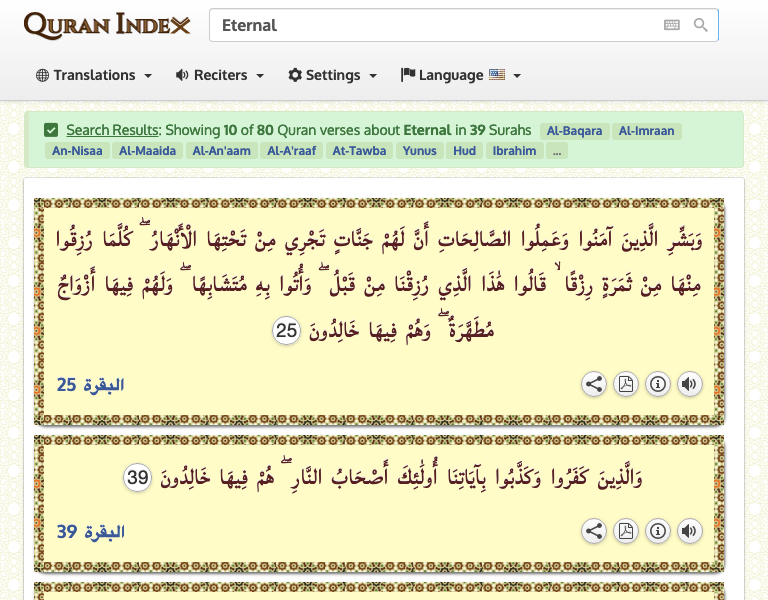 QURAN INDEX
Eternal
Translations
Reciters
Settings
Language
Search Results: Showing 10 of 80 Quran verses about Eternal in 39 Surahs Al-Baqara Al-Imraan
An-Nisaa Al-Maaida Al-An'aam Al-A'raaf At-Tawba Yunus Hud Ibrahim ...
وَبَشِّرِ الَّذِينَ آمَنُوا وَعَمِلُوا الصَّالِحَاتِ أَنَّ لَهُمْ جَنَّاتٍ تَجْرِي مِنْ تَحْتِهَا الْأَنْهَارُ ۖ كُلَّمَا رُزِقُوا
مِنْهَا مِنْ ثَمَرَةٍ رِزْقًا ۙ قَالُوا هَٰذَا الَّذِي رُزِقْنَا مِنْ قَبْلُ ۖ وَأُتُوا بِهِ مُتَشَابِهًا ۖ وَلَهُمْ فِيهَا أَزْوَاجٌ
مُطَهَّرَةٌ ۖ وَهُمْ فِيهَا خَالِدُونَ 25
البقرة 25
وَالَّذِينَ كَفَرُوا وَكَذَّبُوا بِآيَاتِنَا أُولَٰئِكَ أَصْحَابُ النَّارِ ۖ هُمْ فِيهَا خَالِدُونَ 39
البقرة 39